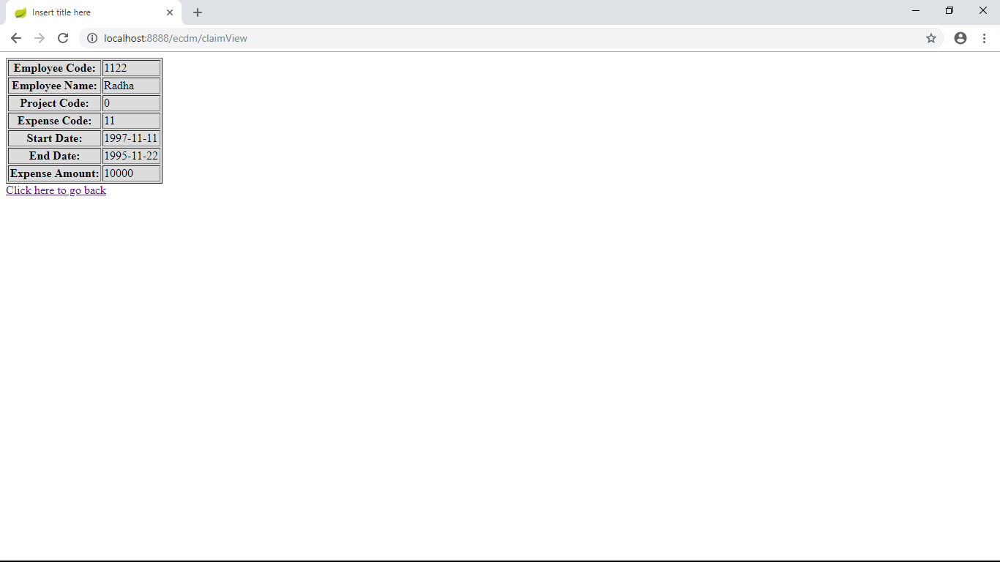 Insert title here
localhost:8888/ecdm/claimView
Employee Code: 1122
Employee Name: Radha
Project Code: 0
Expense Code: 11
Start Date: 1997-11-11
End Date: 1995-11-22
Expense Amount: 10000
Click here to go back